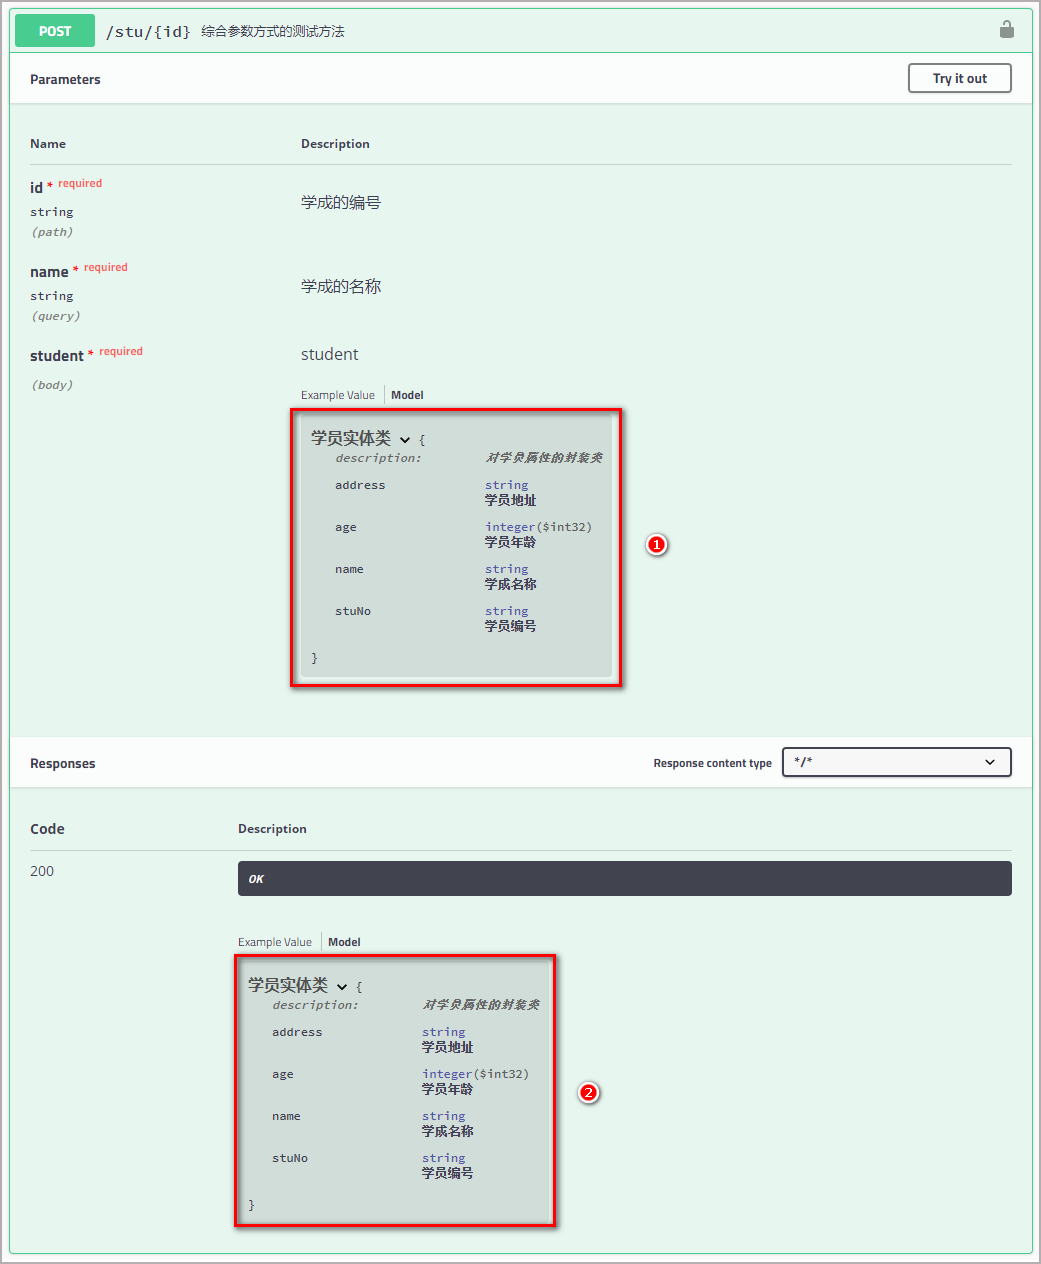 POST /stu/{id} 综合参数方式的测试方法
Parameters Try it out
Name Description
id * required
string
(path)
学成的编号
name * required
string
(query)
学成的名称
student * required
(body)
student
Example Value Model
学员实体类 {
description: 对学员属性的封装类
address string
学员地址
age integer($int32)
学员年龄
name string
学成名称
stuNo string
学员编号
}
1
Responses Response content type */*
Code Description
200 OK
Example Value Model
学员实体类 {
description: 对学员属性的封装类
address string
学员地址
age integer($int32)
学员年龄
name string
学成名称
stuNo string
学员编号
}
2